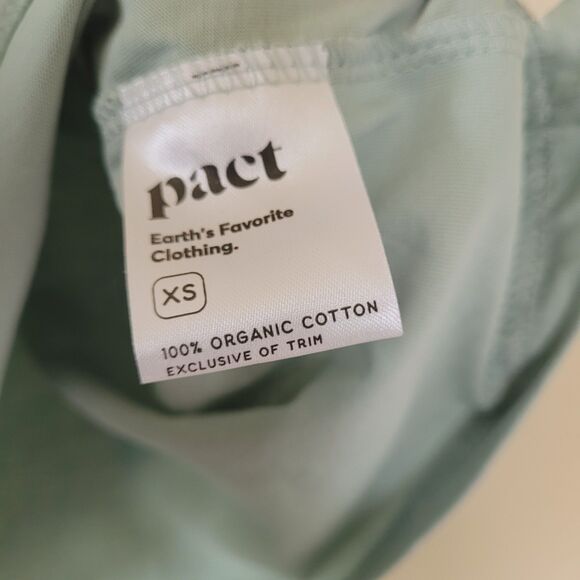 pact
Earth's Favorite
Clothing.
XS
100% ORGANIC COTTON
EXCLUSIVE OF TRIM